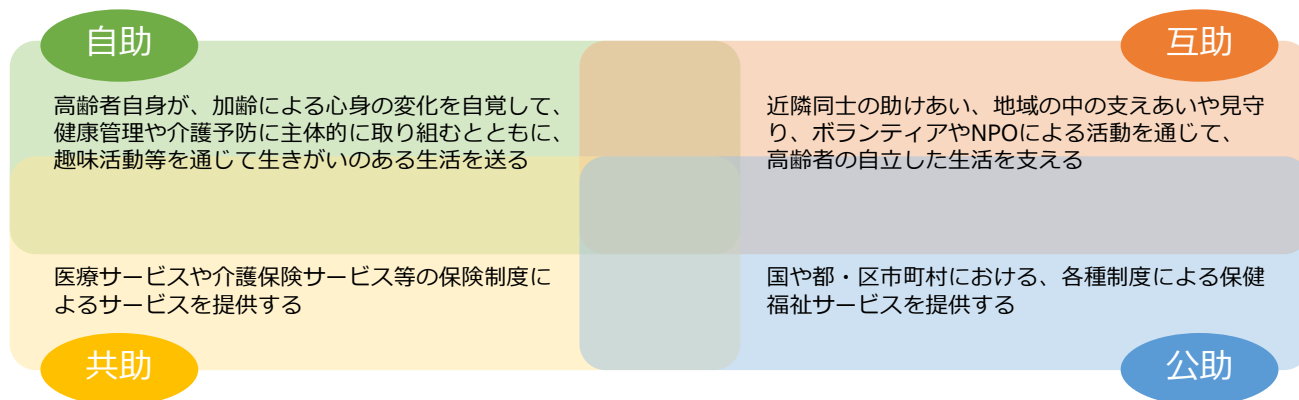 自助
高齢者自身が、加齢による心身の変化を自覚して、
健康管理や介護予防に主体的に取り組むとともに、
趣味活動等を通じて生きがいのある生活を送る
互助
近隣同士の助けあい、地域の中の支えあいや見守
り、ボランティアやNPOによる活動を通じて、
高齢者の自立した生活を支える
医療サービスや介護保険サービス等の保険制度に
よるサービスを提供する
共助
国や都・区市町村における、各種制度による保健
福祉サービスを提供する
公助